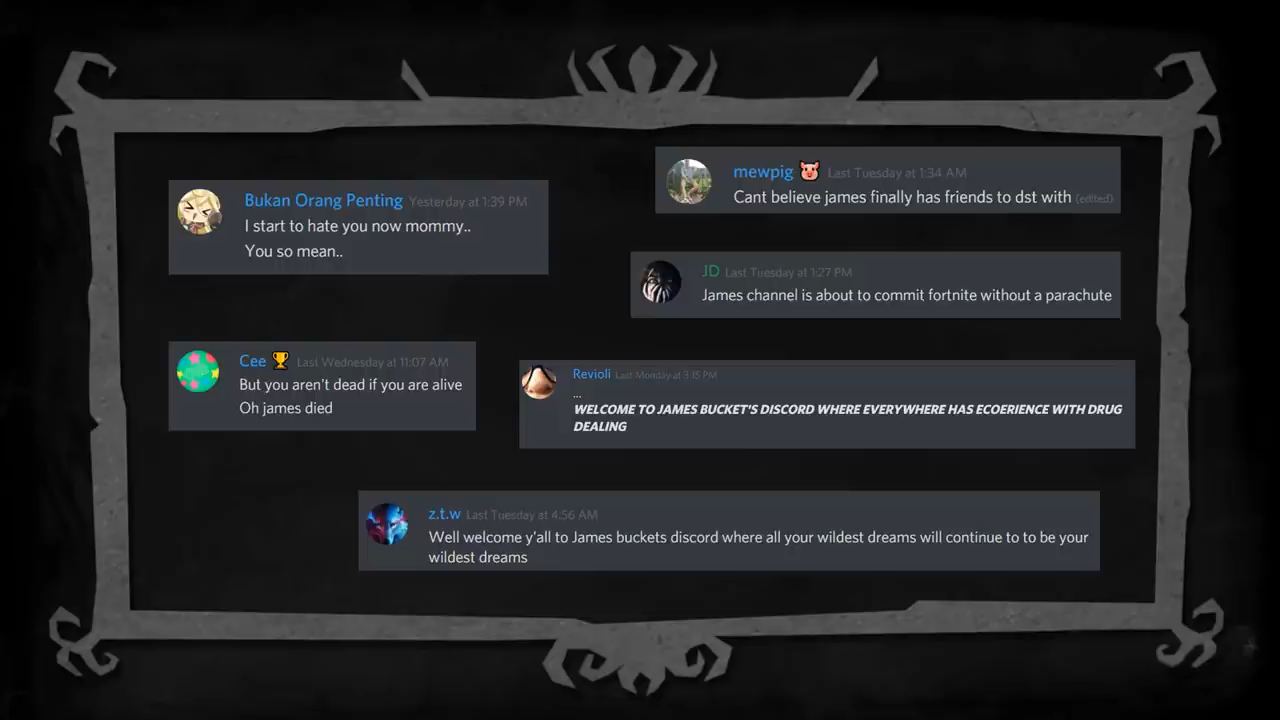 Bukan Orang Penting Yesterday at 1:39 PM
I start to hate you now mommy..
You so mean..
mewpig Last Tuesday at 1:34 AM
Cant believe james finally has friends to dst with (edited)
JD Last Tuesday at 1:27 PM
James channel is about to commit fortnite without a parachute
Cee Last Wednesday at 11:07 AM
But you aren't dead if you are alive
Oh james died
Revioli Last Monday at 3:15 PM
...
WELCOME TO JAMES BUCKET'S DISCORD WHERE EVERYWHERE HAS ECOERIENCE WITH DRUG
DEALING
z.t.w Last Tuesday at 4:56 AM
Well welcome y'all to James buckets discord where all your wildest dreams will continue to to be your
wildest dreams